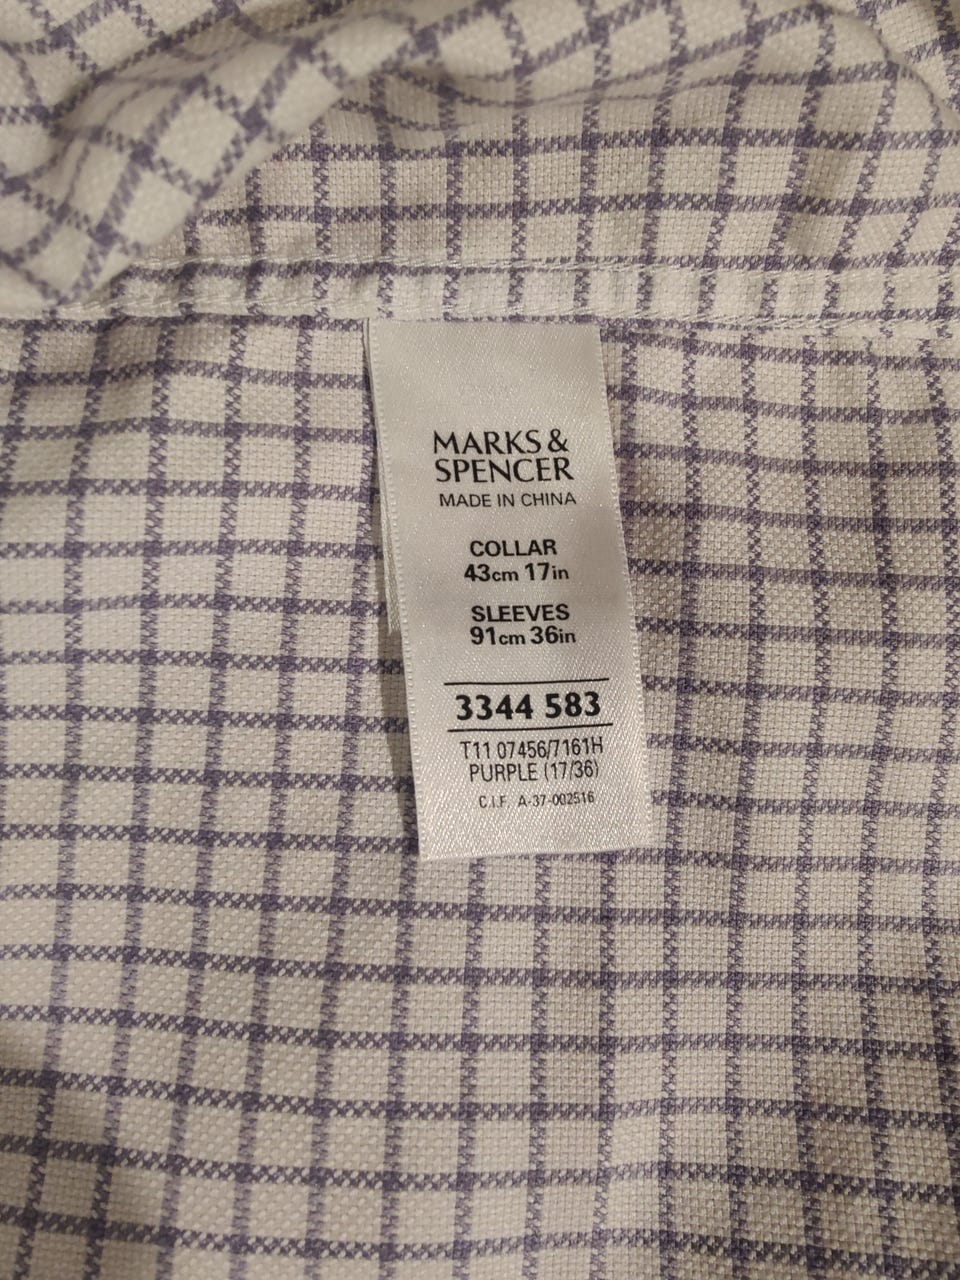 MARKS &
SPENCER
MADE IN CHINA
COLLAR
43cm 17in
SLEEVES
91cm 36in
3344 583
T11 07456/7161H
PURPLE (17/36)
C.I.F. A-37-002516